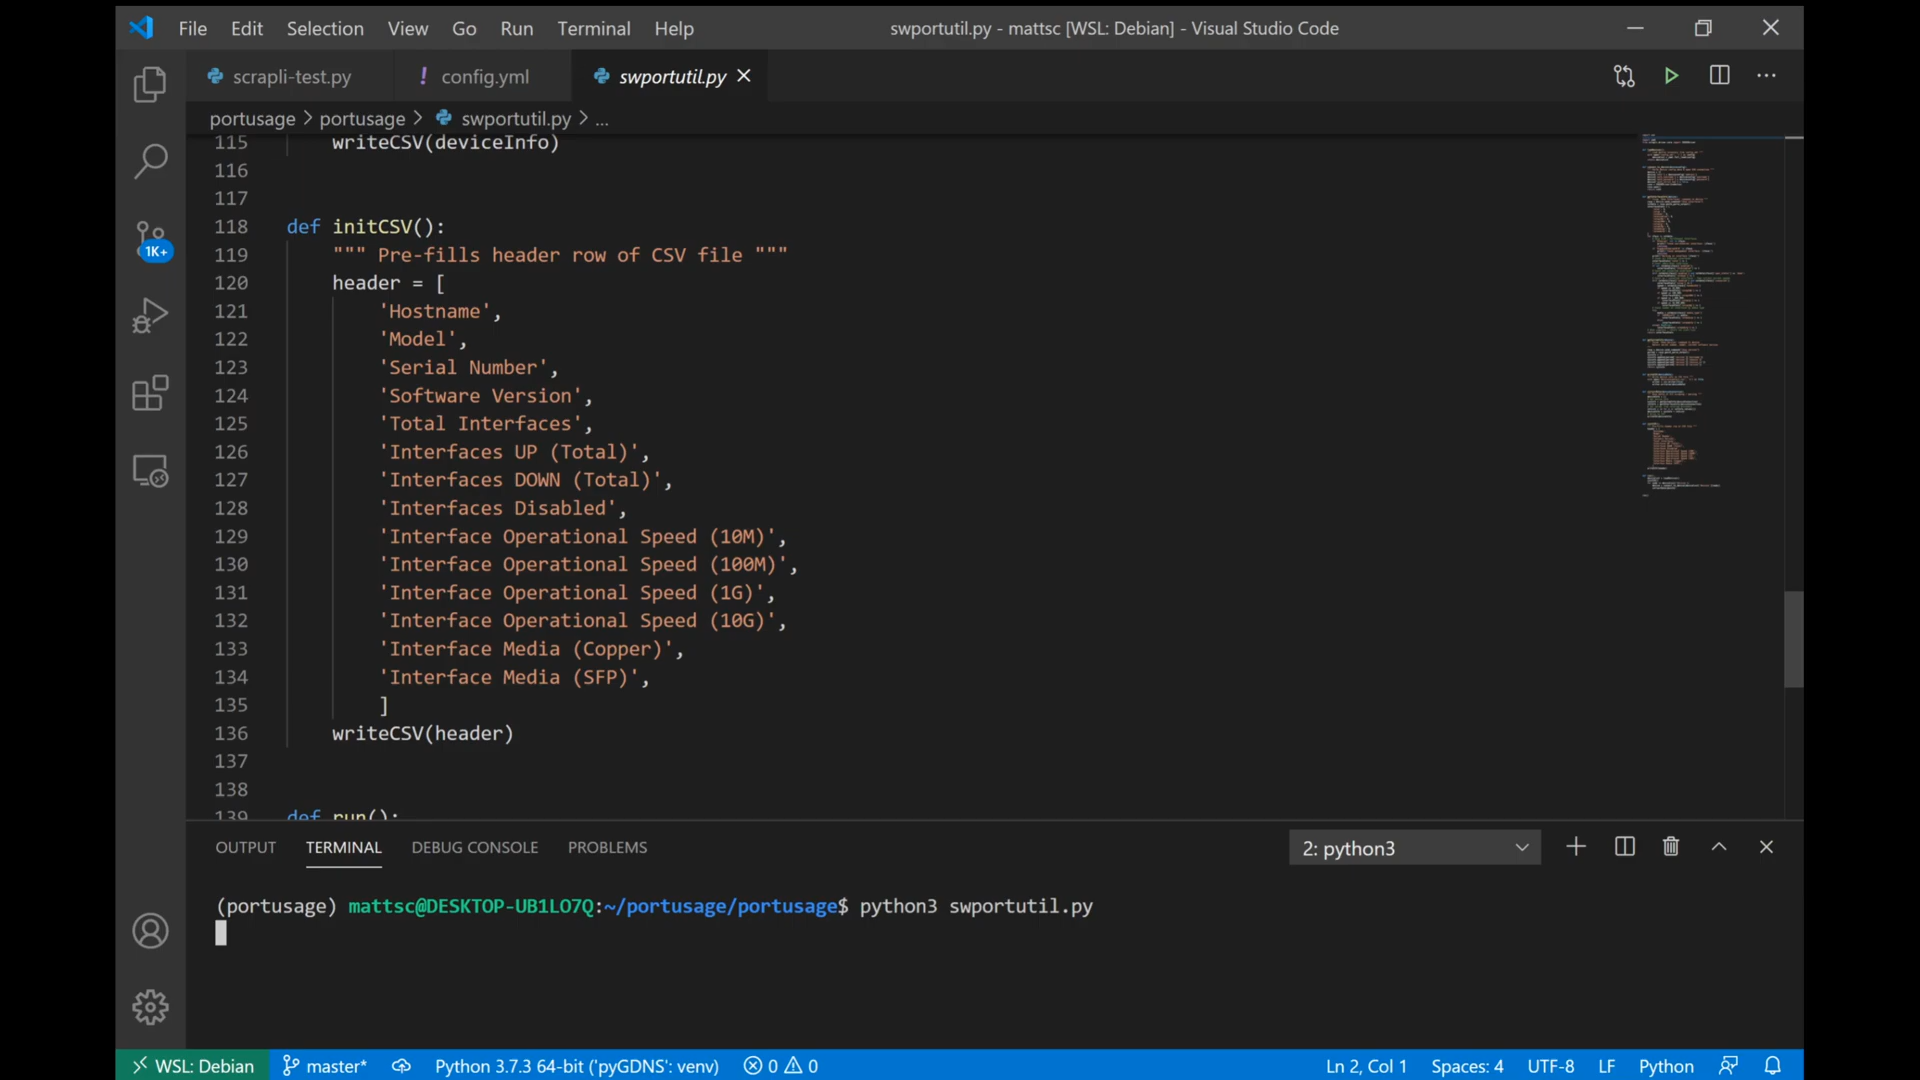 File Edit Selection View Go Run Terminal Help
swportutil.py - mattsc [WSL: Debian] - Visual Studio Code
scrapli-test.py
! config.yml
swportutil.py
portusage > portusage > swportutil.py > ...
115 writeCSV(deviceInfo)
116
117
118 def initCSV():
119 """ Pre-fills header row of CSV file """
120 header = [
121 'Hostname',
122 'Model',
123 'Serial Number',
124 'Software Version',
125 'Total Interfaces',
126 'Interfaces UP (Total)',
127 'Interfaces DOWN (Total)',
128 'Interfaces Disabled',
129 'Interface Operational Speed (10M)',
130 'Interface Operational Speed (100M)',
131 'Interface Operational Speed (1G)',
132 'Interface Operational Speed (10G)',
133 'Interface Media (Copper)',
134 'Interface Media (SFP)',
135 ]
136 writeCSV(header)
137
138
139 def run():
1K+
OUTPUT TERMINAL DEBUG CONSOLE PROBLEMS
2: python3
(portusage) mattsc@DESKTOP-UB1LO7Q:~/portusage/portusage$ python3 swportutil.py
WSL: Debian master* Python 3.7.3 64-bit ('pyGDNS': venv) 0 0
Ln 2, Col 1 Spaces: 4 UTF-8 LF Python